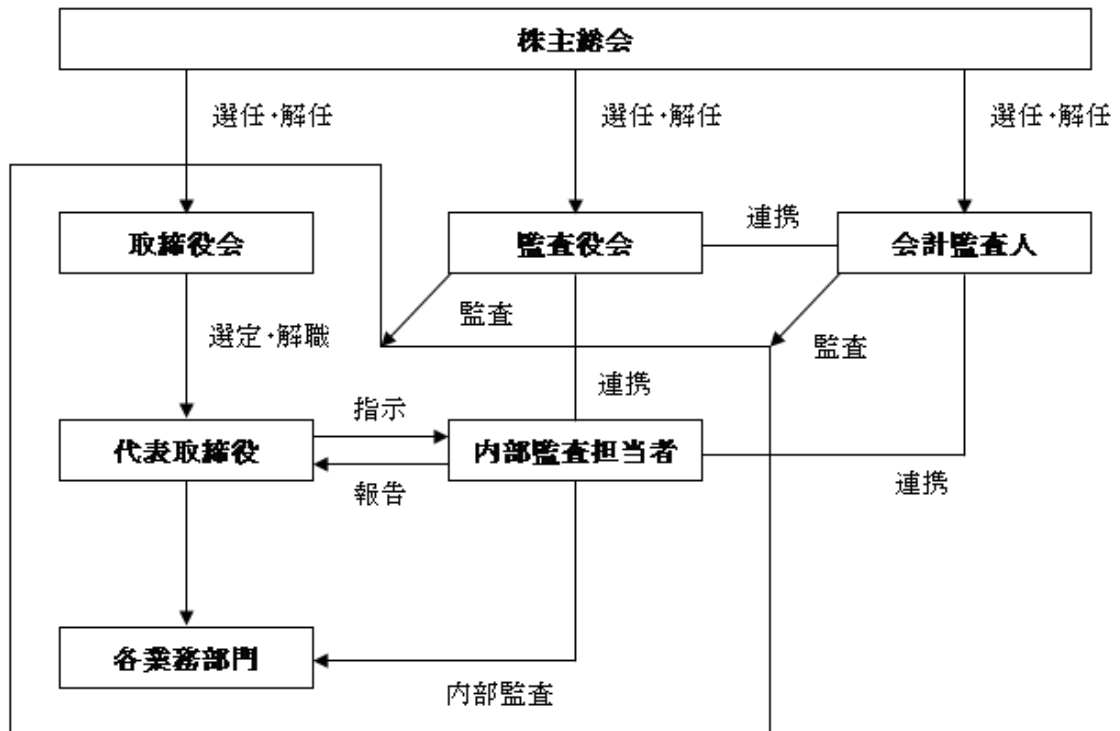 株主総会
選任・解任
選任・解任
選任・解任
取締役会
監査役会
連携
会計監査人
監査
監査
選定・解職
連携
指示
代表取締役
内部監査担当者
報告
連携
各業務部門
内部監査